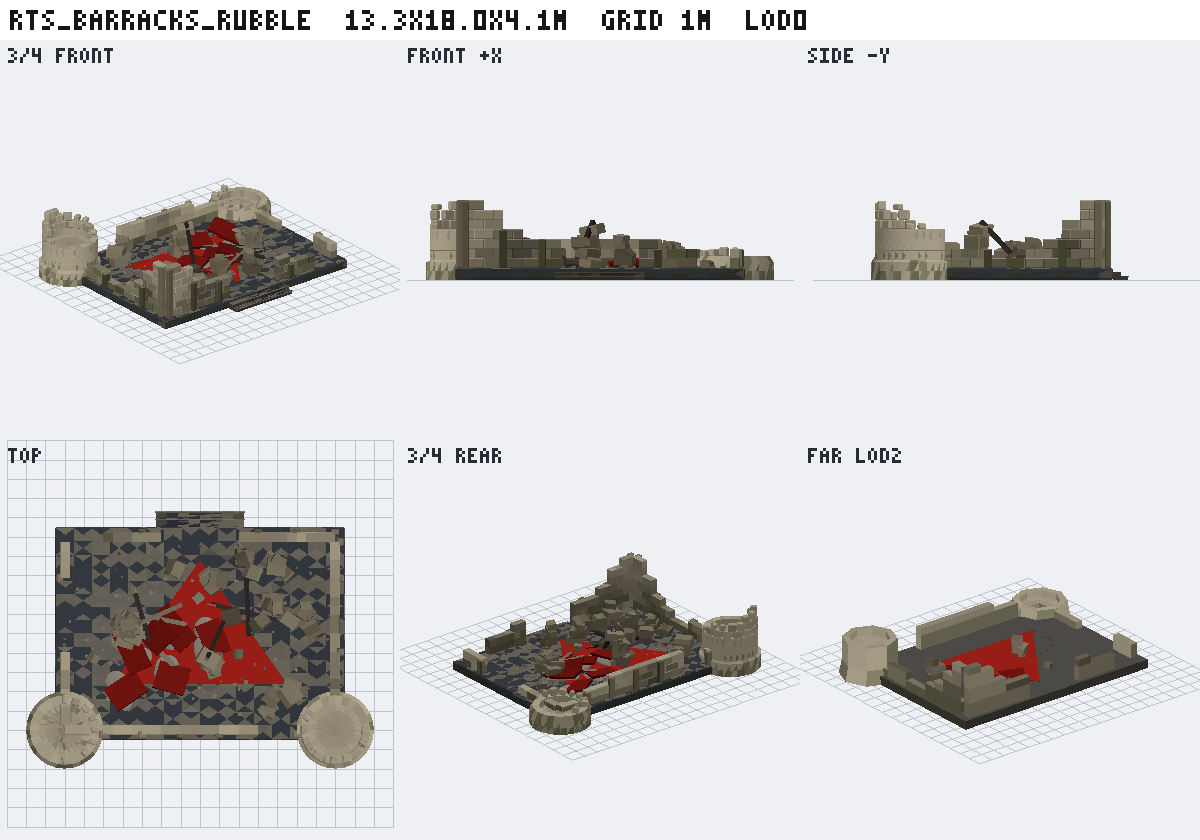 RTS_BARRACKS_RUBBLE 13.3X18.0X4.1M GRID 1M LOD0
3/4 FRONT
FRONT +X
SIDE -Y
TOP
3/4 REAR
FAR LOD2